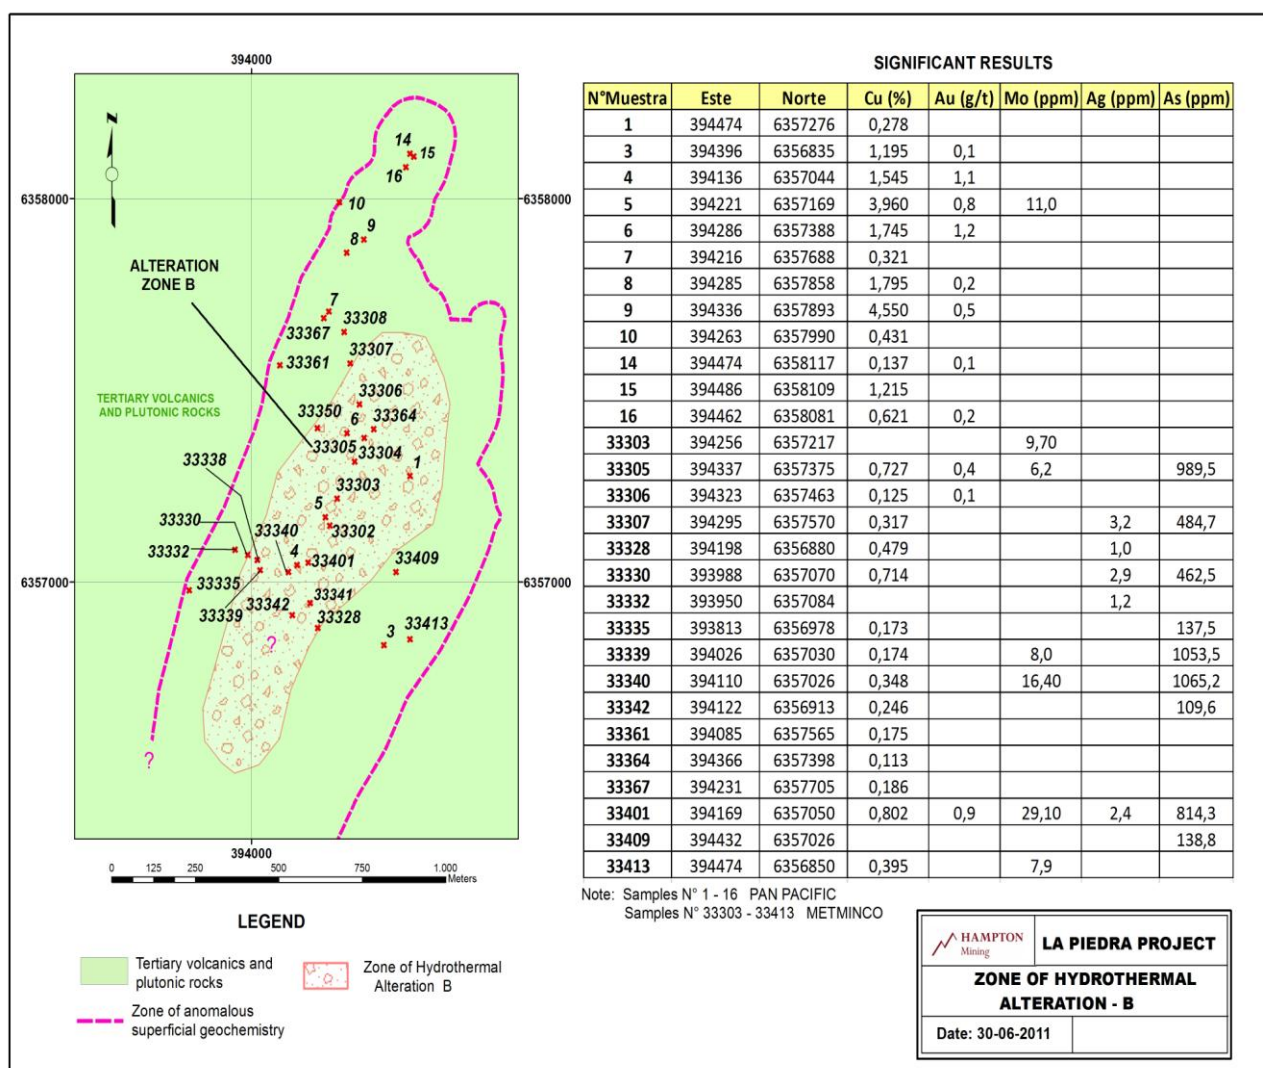 394000
6358000
6358000
6357000
6357000
394000
Z
14
15
16
10
9
8
ALTERATION
ZONE B
7
33308
33367
33307
33361
TERTIARY VOLCANICS
AND PLUTONIC ROCKS
33306
33350
6
33364
33305
33304
33338
1
33303
5
33330
33340
33302
33332
4
33401
33409
33335
33339
33342
33341
33328
3
33413
?
?
0 125 250 500 750 1.000
Meters
LEGEND
Tertiary volcanics and
plutonic rocks
Zone of Hydrothermal
Alteration B
Zone of anomalous
superficial geochemistry
SIGNIFICANT RESULTS
N°Muestra Este Norte Cu (%) Au (g/t) Mo (ppm) Ag (ppm) As (ppm)
1 394474 6357276 0,278
3 394396 6356835 1,195 0,1
4 394136 6357044 1,545 1,1
5 394221 6357169 3,960 0,8 11,0
6 394286 6357388 1,745 1,2
7 394216 6357688 0,321
8 394285 6357858 1,795 0,2
9 394336 6357893 4,550 0,5
10 394263 6357990 0,431
14 394474 6358117 0,137 0,1
15 394486 6358109 1,215
16 394462 6358081 0,621 0,2
33303 394256 6357217 9,70
33305 394337 6357375 0,727 0,4 6,2 989,5
33306 394323 6357463 0,125 0,1
33307 394295 6357570 0,317 3,2 484,7
33328 394198 6356880 0,479 1,0
33330 393988 6357070 0,714 2,9 462,5
33332 393950 6357084 1,2
33335 393813 6356978 0,173 137,5
33339 394026 6357030 0,174 8,0 1053,5
33340 394110 6357026 0,348 16,40 1065,2
33342 394122 6356913 0,246 109,6
33361 394085 6357565 0,175
33364 394366 6357398 0,113
33367 394231 6357705 0,186
33401 394169 6357050 0,802 0,9 29,10 2,4 814,3
33409 394432 6357026 138,8
33413 394474 6356850 0,395 7,9
Note: Samples N° 1 - 16 PAN PACIFIC
Samples N° 33303 - 33413 METMINCO
HAMPTON
Mining
LA PIEDRA PROJECT
ZONE OF HYDROTHERMAL
ALTERATION - B
Date: 30-06-2011